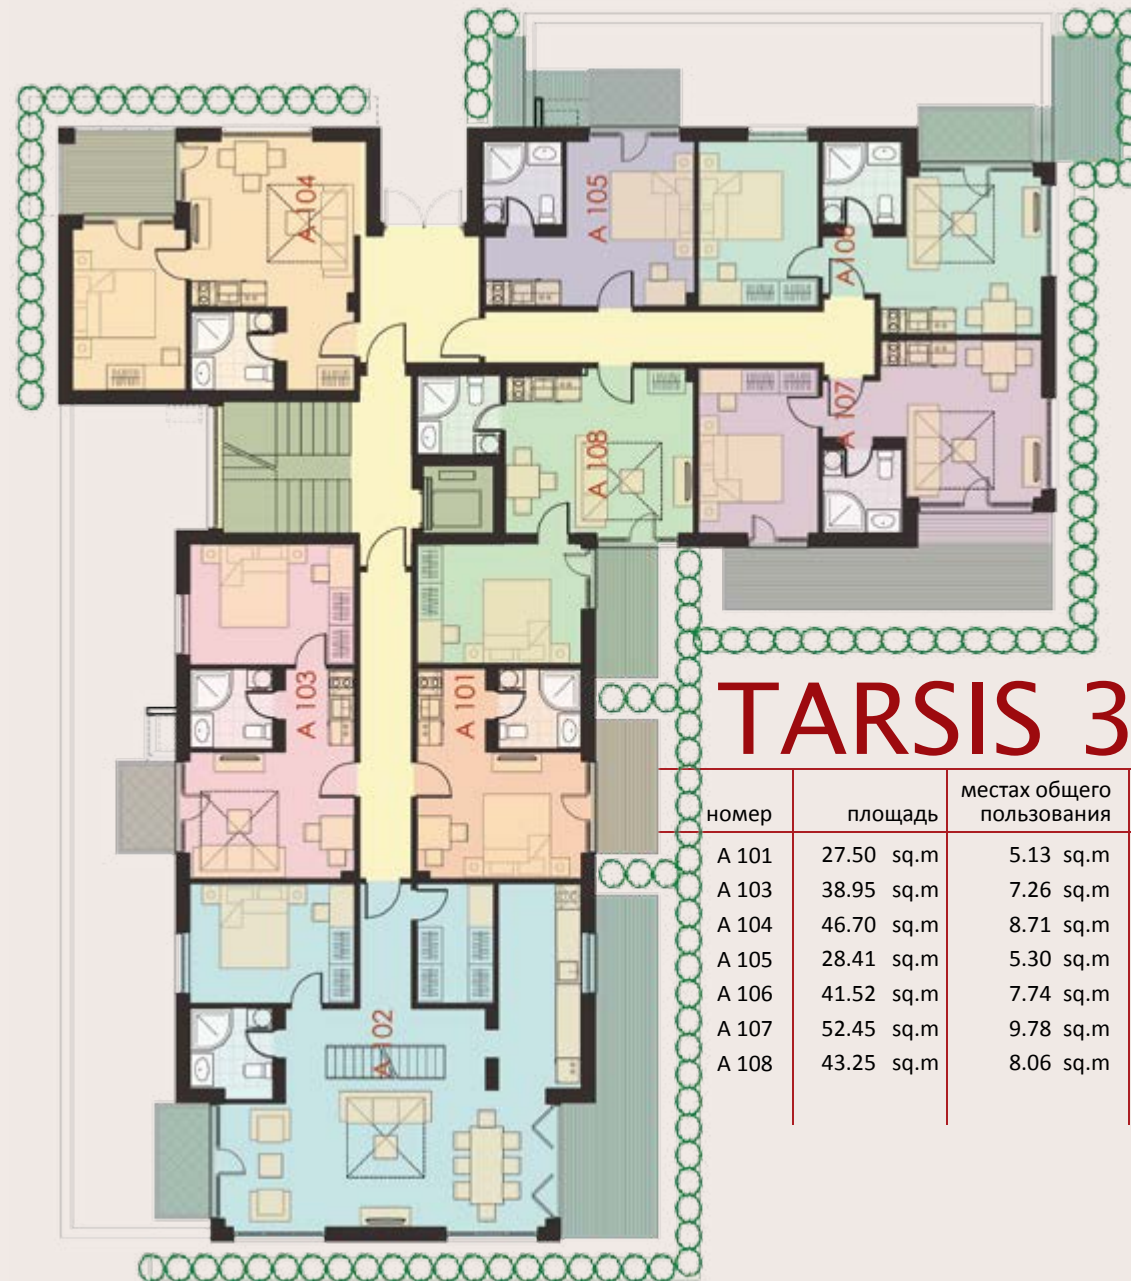 A 104
A 105
A 106
A 107
A 108
A 103
A 101
A 102
TARSIS 3
номер площадь местах общего пользования
A 101 27.50 sq.m 5.13 sq.m
A 103 38.95 sq.m 7.26 sq.m
A 104 46.70 sq.m 8.71 sq.m
A 105 28.41 sq.m 5.30 sq.m
A 106 41.52 sq.m 7.74 sq.m
A 107 52.45 sq.m 9.78 sq.m
A 108 43.25 sq.m 8.06 sq.m